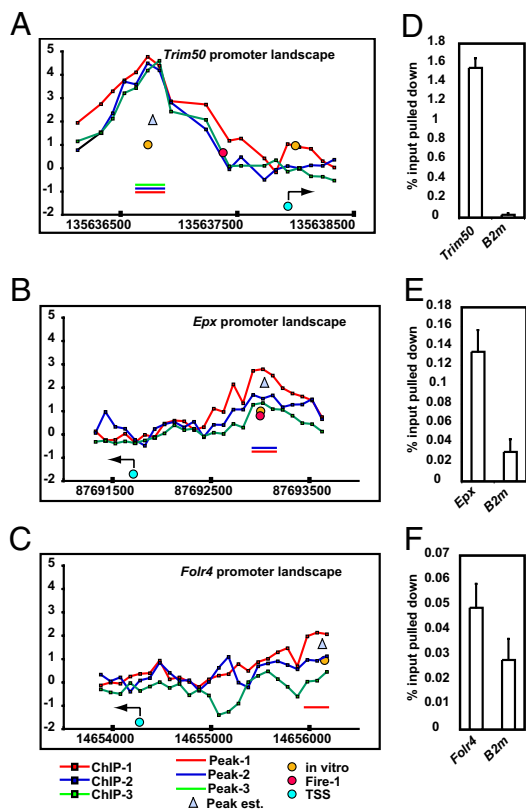 A
Trim50 promoter landscape
5
4
3
2
1
0
-1
-2
135636500 135637500 135638500
D
% input pulled down
1.8
1.6
1.4
1.2
1.0
0.8
0.6
0.4
0.2
0
Trim50 B2m
B
Epx promoter landscape
5
4
3
2
1
0
-1
-2
87691500 87692500 87693500
E
% input pulled down
0.18
0.16
0.14
0.12
0.10
0.08
0.06
0.04
0.02
0
Epx B2m
C
Folr4 promoter landscape
5
4
3
2
1
0
-1
-2
14654000 14655000 14656000
F
% input pulled down
0.07
0.06
0.05
0.04
0.03
0.02
0.01
0
Folr4 B2m
ChIP-1 Peak-1 in vitro
ChIP-2 Peak-2 Fire-1
ChIP-3 Peak-3 TSS
Peak est.